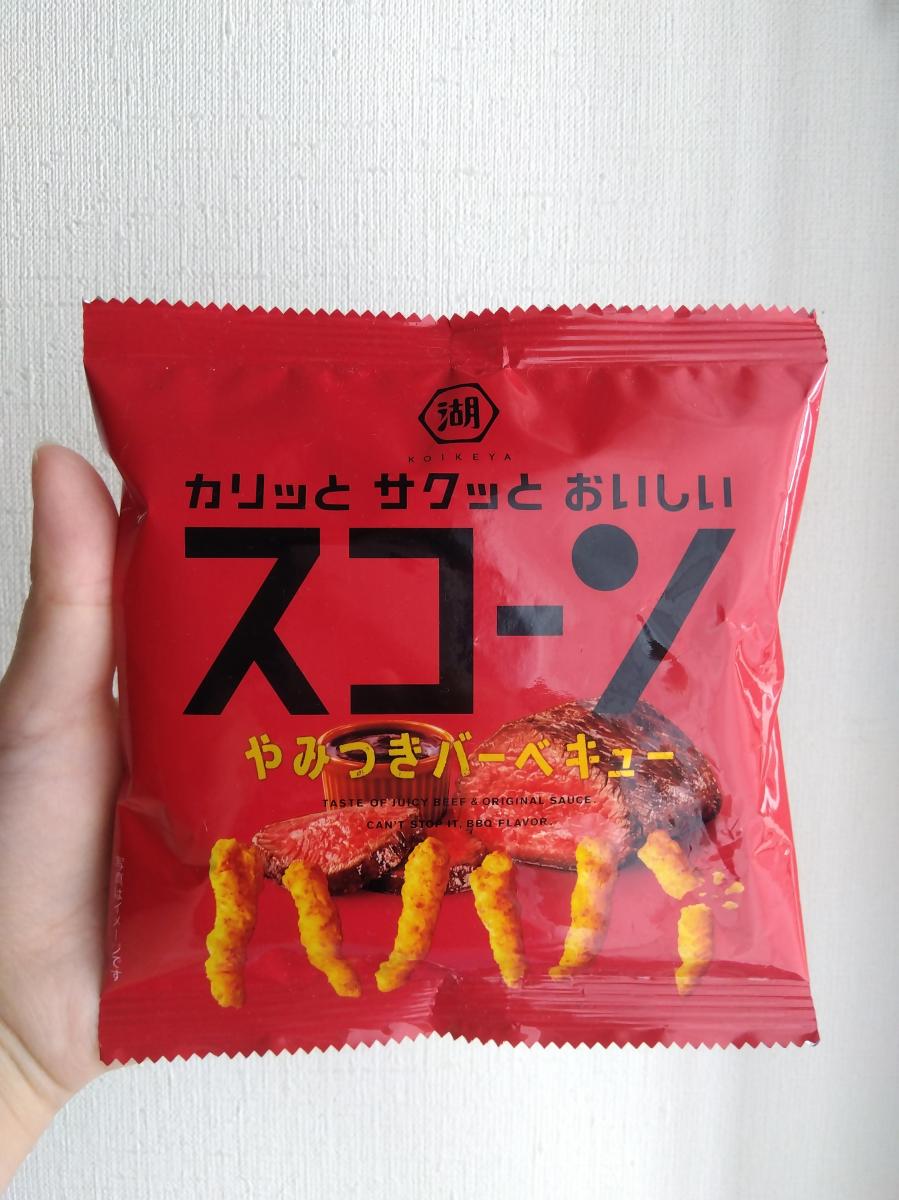 湖
KOIKEYA
カリッと サクッと おいしい
スコーン
やみつきバーベキュー
TASTE OF JUICY BEEF & ORIGINAL SAUCE.
CAN'T STOP IT, BBQ FLAVOR.